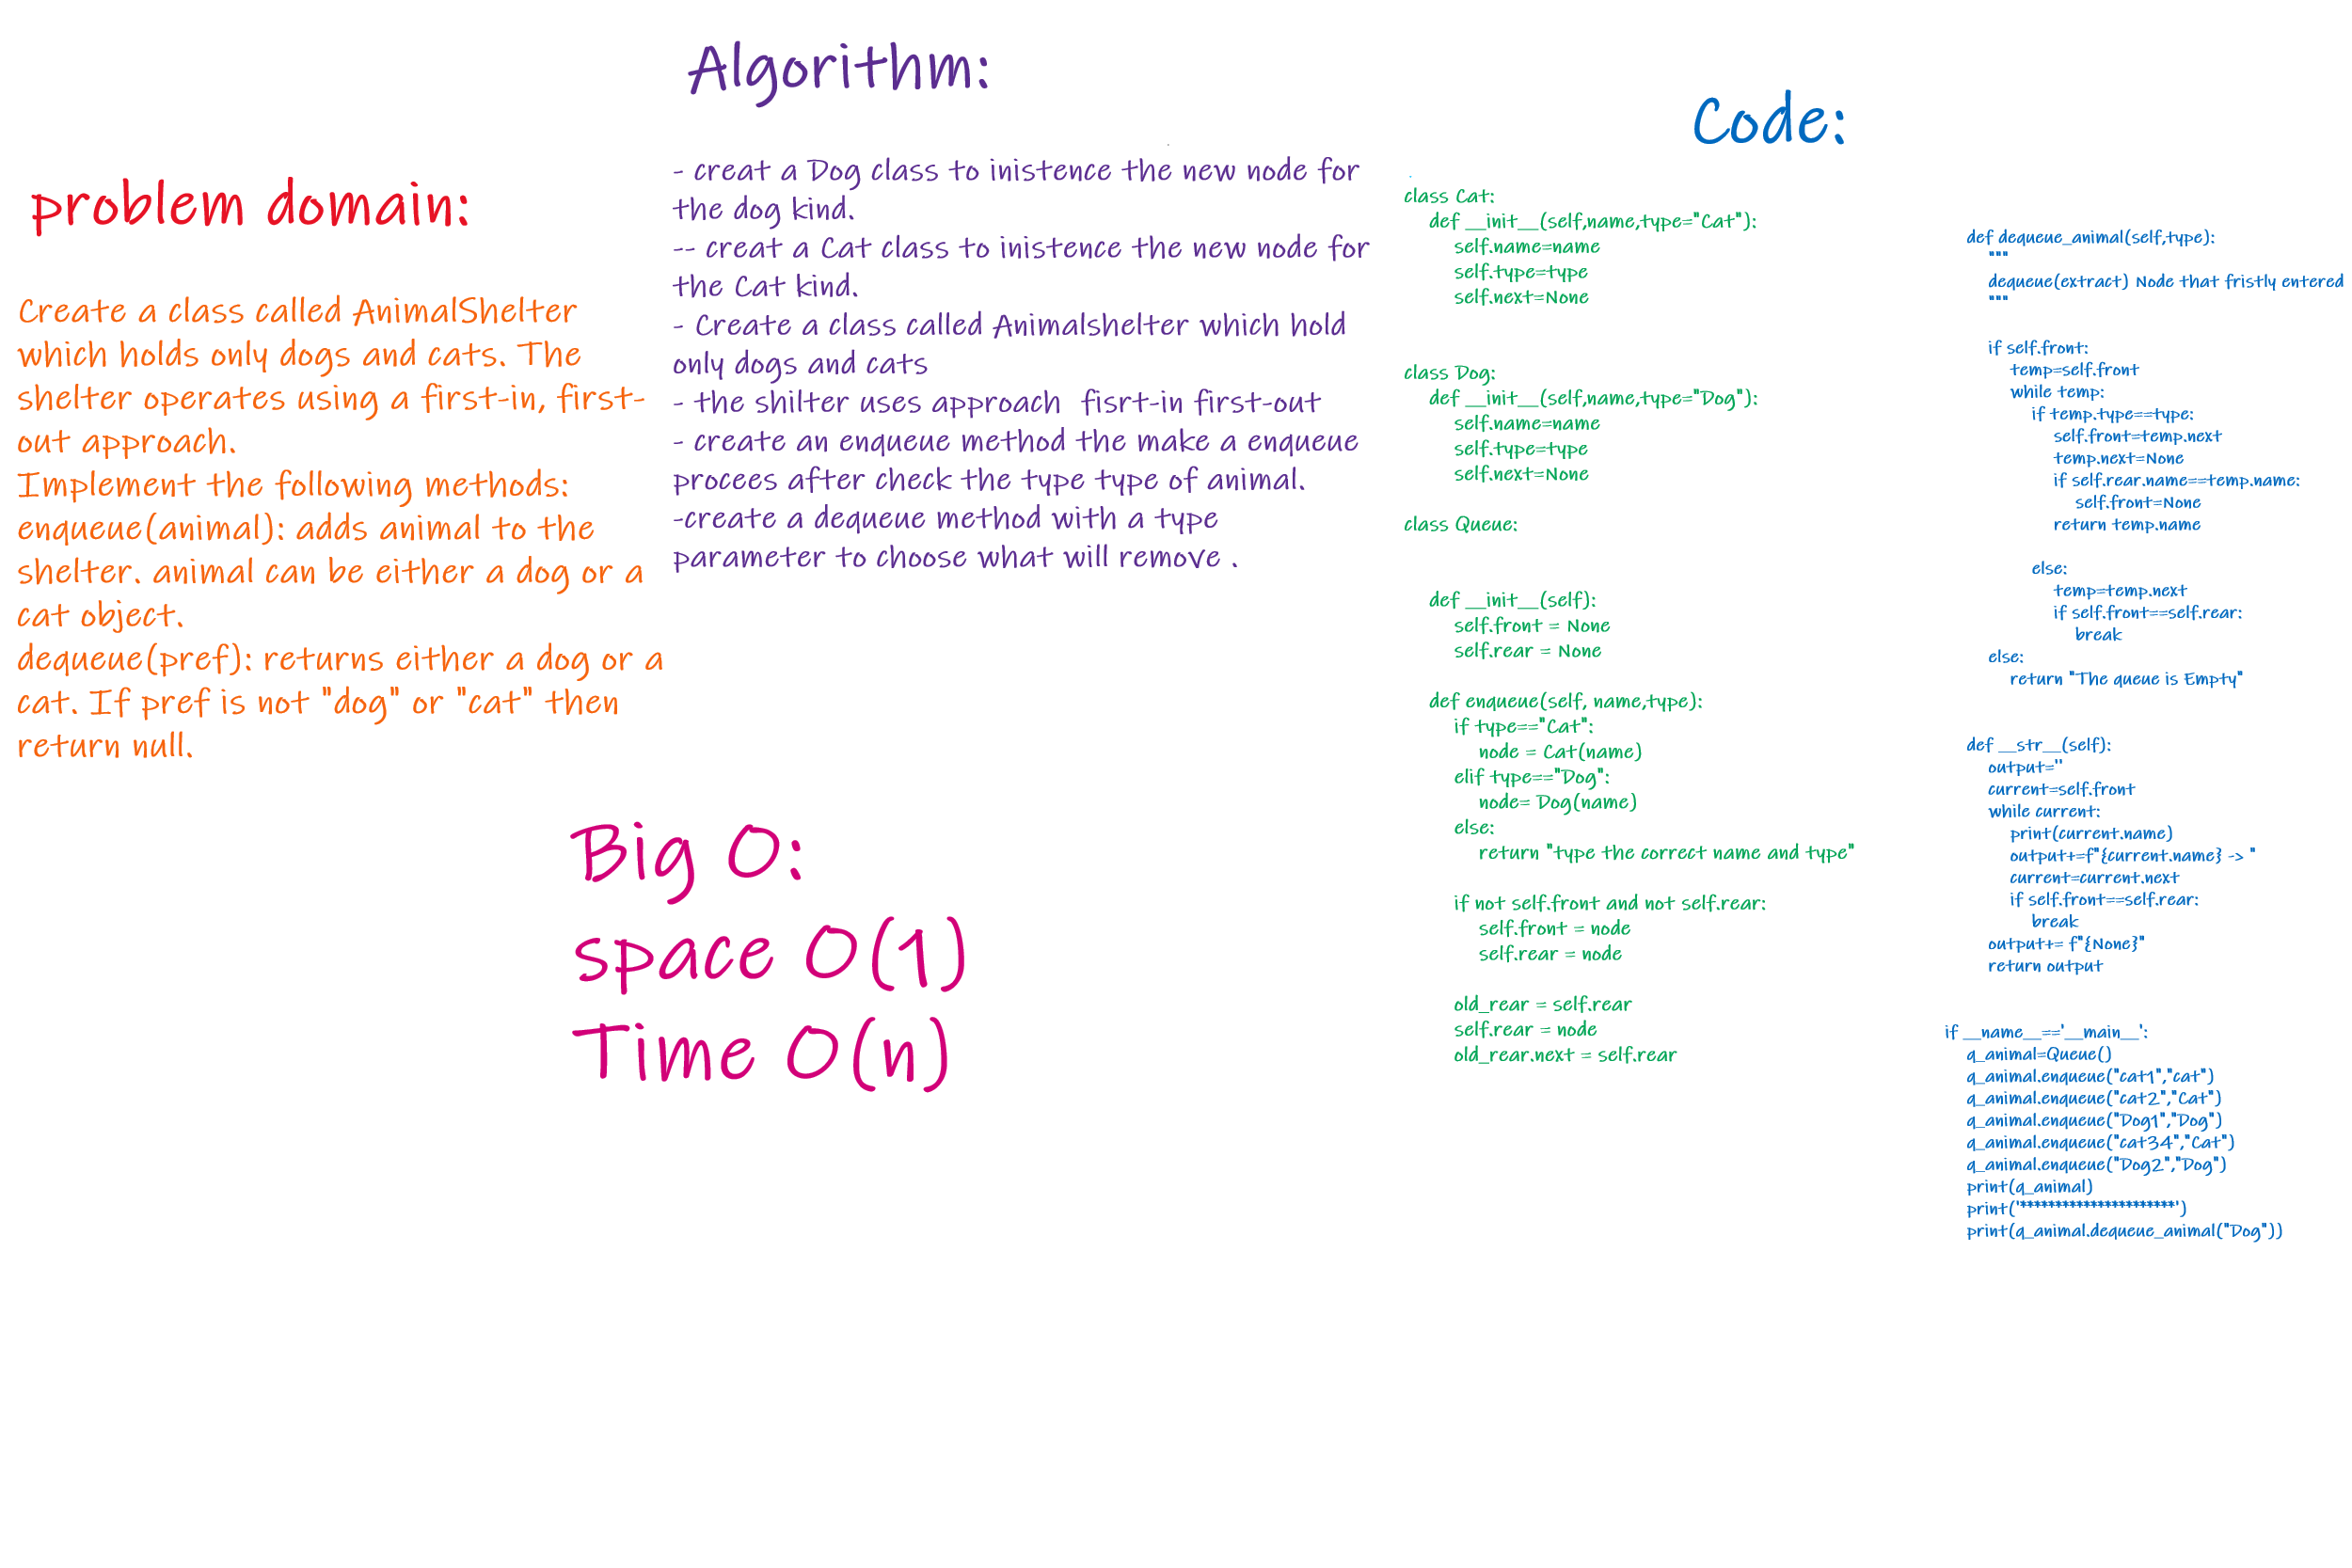 problem domain:
Create a class called AnimalShelter
which holds only dogs and cats. The
shelter operates using a first-in, first-
out approach.
Implement the following methods:
enqueue(animal): adds animal to the
shelter. animal can be either a dog or a
cat object.
dequeue(pref): returns either a dog or a
cat. If pref is not "dog" or "cat" then
return null.
Algorithm:
- creat a Dog class to inistence the new node for
the dog kind.
-- creat a Cat class to inistence the new node for
the Cat kind.
- Create a class called Animalshelter which hold
only dogs and cats
- the shilter uses approach  fisrt-in first-out
- create an enqueue method the make a enqueue
procees after check the type type of animal.
-create a dequeue method with a type
parameter to choose what will remove .
Big O:
space O(1)
Time O(n)
Code:
class Cat:
def __init__(self,name,type="Cat"):
self.name=name
self.type=type
self.next=None
class Dog:
def __init__(self,name,type="Dog"):
self.name=name
self.type=type
self.next=None
class Queue:
def __init__(self):
self.front = None
self.rear = None
def enqueue(self, name,type):
if type=="Cat":
node = Cat(name)
elif type=="Dog":
node= Dog(name)
else:
return "type the correct name and type"
if not self.front and not self.rear:
self.front = node
self.rear = node
old_rear = self.rear
self.rear = node
old_rear.next = self.rear
def dequeue_animal(self,type):
"""
dequeue(extract) Node that fristly entered
"""
if self.front:
temp=self.front
while temp:
if temp.type==type:
self.front=temp.next
temp.next=None
if self.rear.name==temp.name:
self.front=None
return temp.name
else:
temp=temp.next
if self.front==self.rear:
break
else:
return "The queue is Empty"
def __str__(self):
output=''
current=self.front
while current:
print(current.name)
output+=f"{current.name} -> "
current=current.next
if self.front==self.rear:
break
output+= f"{None}"
return output
if __name__=='__main__':
q_animal=Queue()
q_animal.enqueue("cat1","cat")
q_animal.enqueue("cat2","Cat")
q_animal.enqueue("Dog1","Dog")
q_animal.enqueue("cat34","Cat")
q_animal.enqueue("Dog2","Dog")
print(q_animal)
print('**********************')
print(q_animal.dequeue_animal("Dog"))